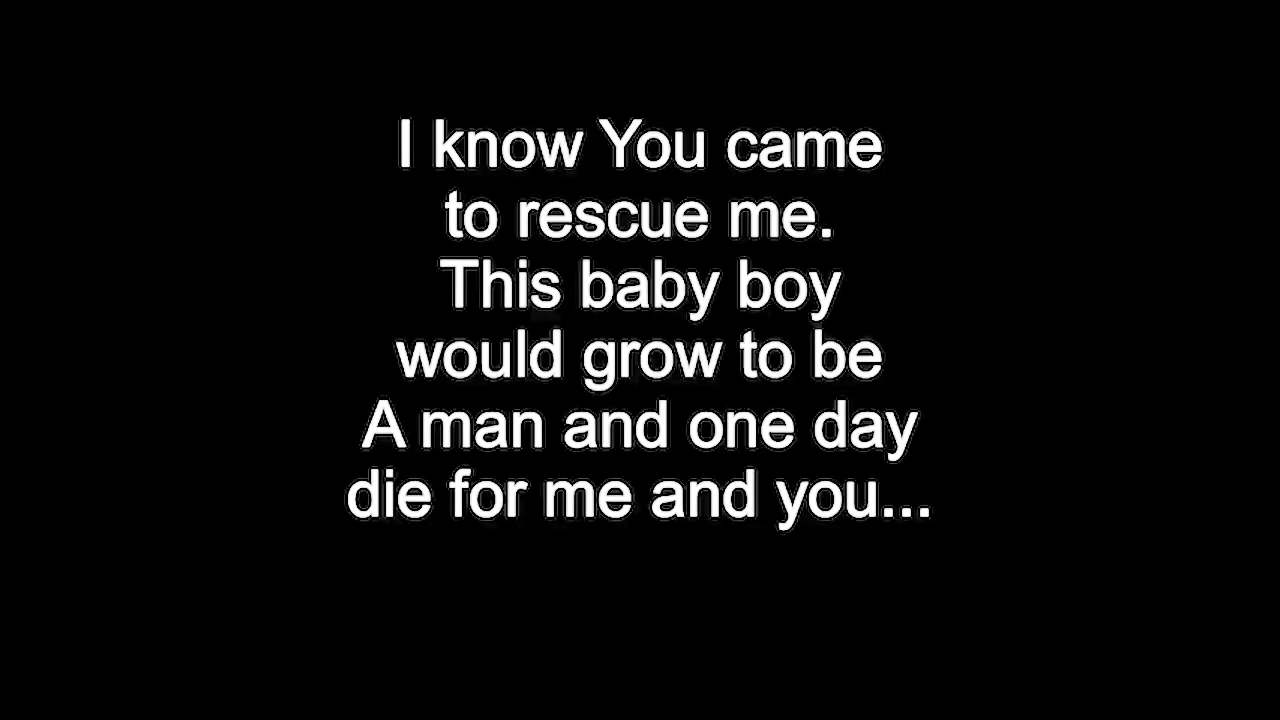 I know You came
to rescue me.
This baby boy
would grow to be
A man and one day
die for me and you...